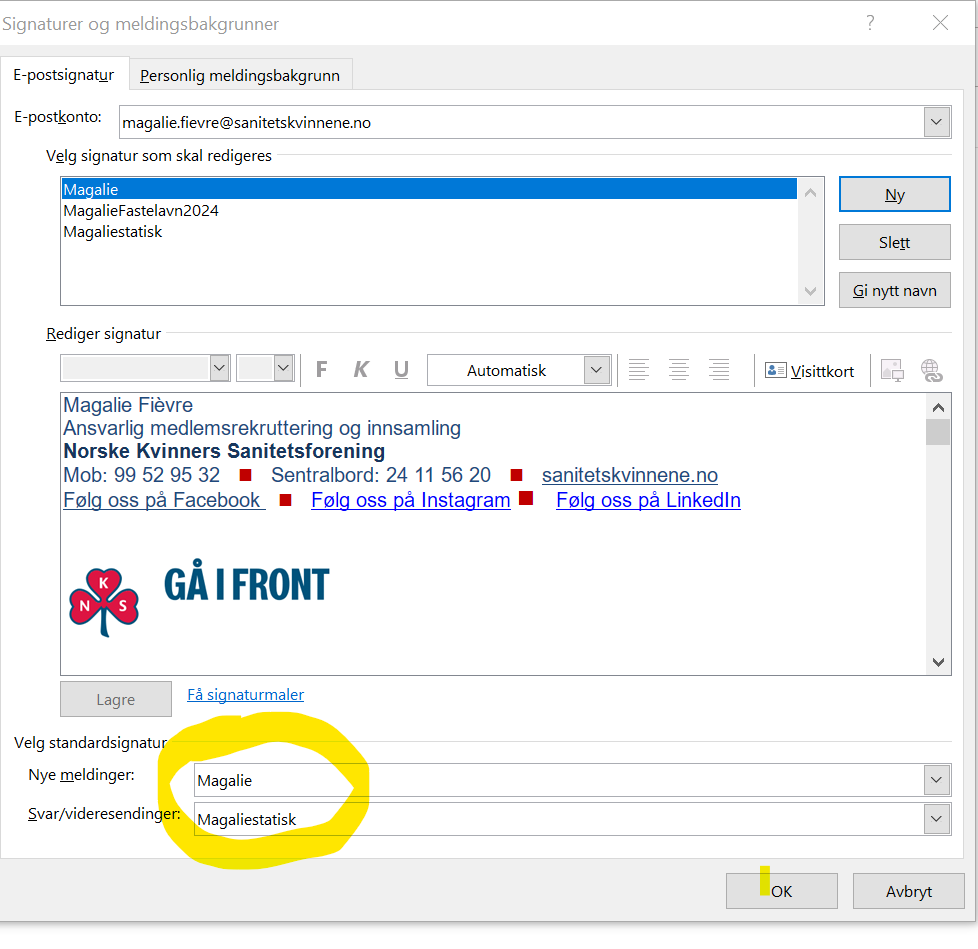 Signaturer og meldingsbakgrunner
?
E-postsignatur Personlig meldingsbakgrunn
E-postkonto: magalie.fievre@sanitetskvinnene.no
Velg signatur som skal redigeres
Magalie
MagalieFastelavn2024
Magaliestatisk
Ny
Slett
Gi nytt navn
Rediger signatur
F K U Automatisk Visittkort
Magalie Fièvre
Ansvarlig medlemsrekruttering og innsamling
Norske Kvinners Sanitetsforening
Mob: 99 52 95 32 ■ Sentralbord: 24 11 56 20 ■ sanitetskvinnene.no
Følg oss på Facebook ■ Følg oss på Instagram ■ Følg oss på LinkedIn
N K S
GÅ I FRONT
Lagre Få signaturmaler
Velg standardsignatur
Nye meldinger: Magalie
Svar/videresendinger: Magaliestatisk
OK Avbryt